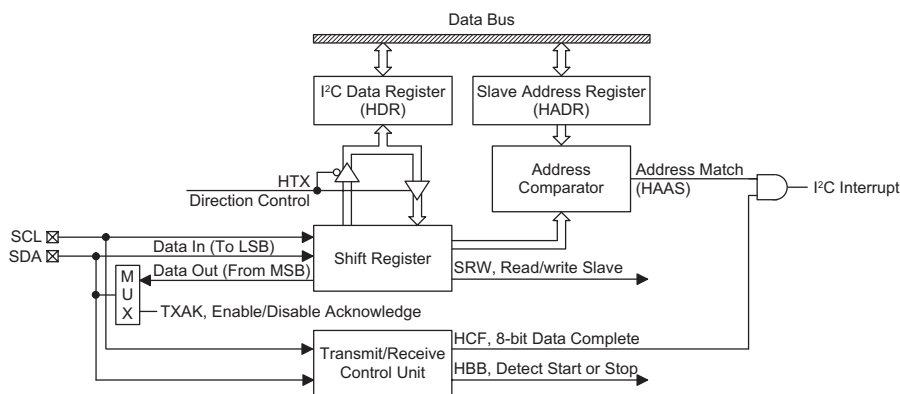 Data Bus
I²C Data Register
(HDR)
Slave Address Register
(HADR)
HTX
Direction Control
Address
Comparator
Address Match
(HAAS)
I²C Interrupt
SCL
SDA
Data In (To LSB)
Data Out (From MSB)
Shift Register
SRW, Read/write Slave
M
U
X
TXAK, Enable/Disable Acknowledge
Transmit/Receive
Control Unit
HCF, 8-bit Data Complete
HBB, Detect Start or Stop